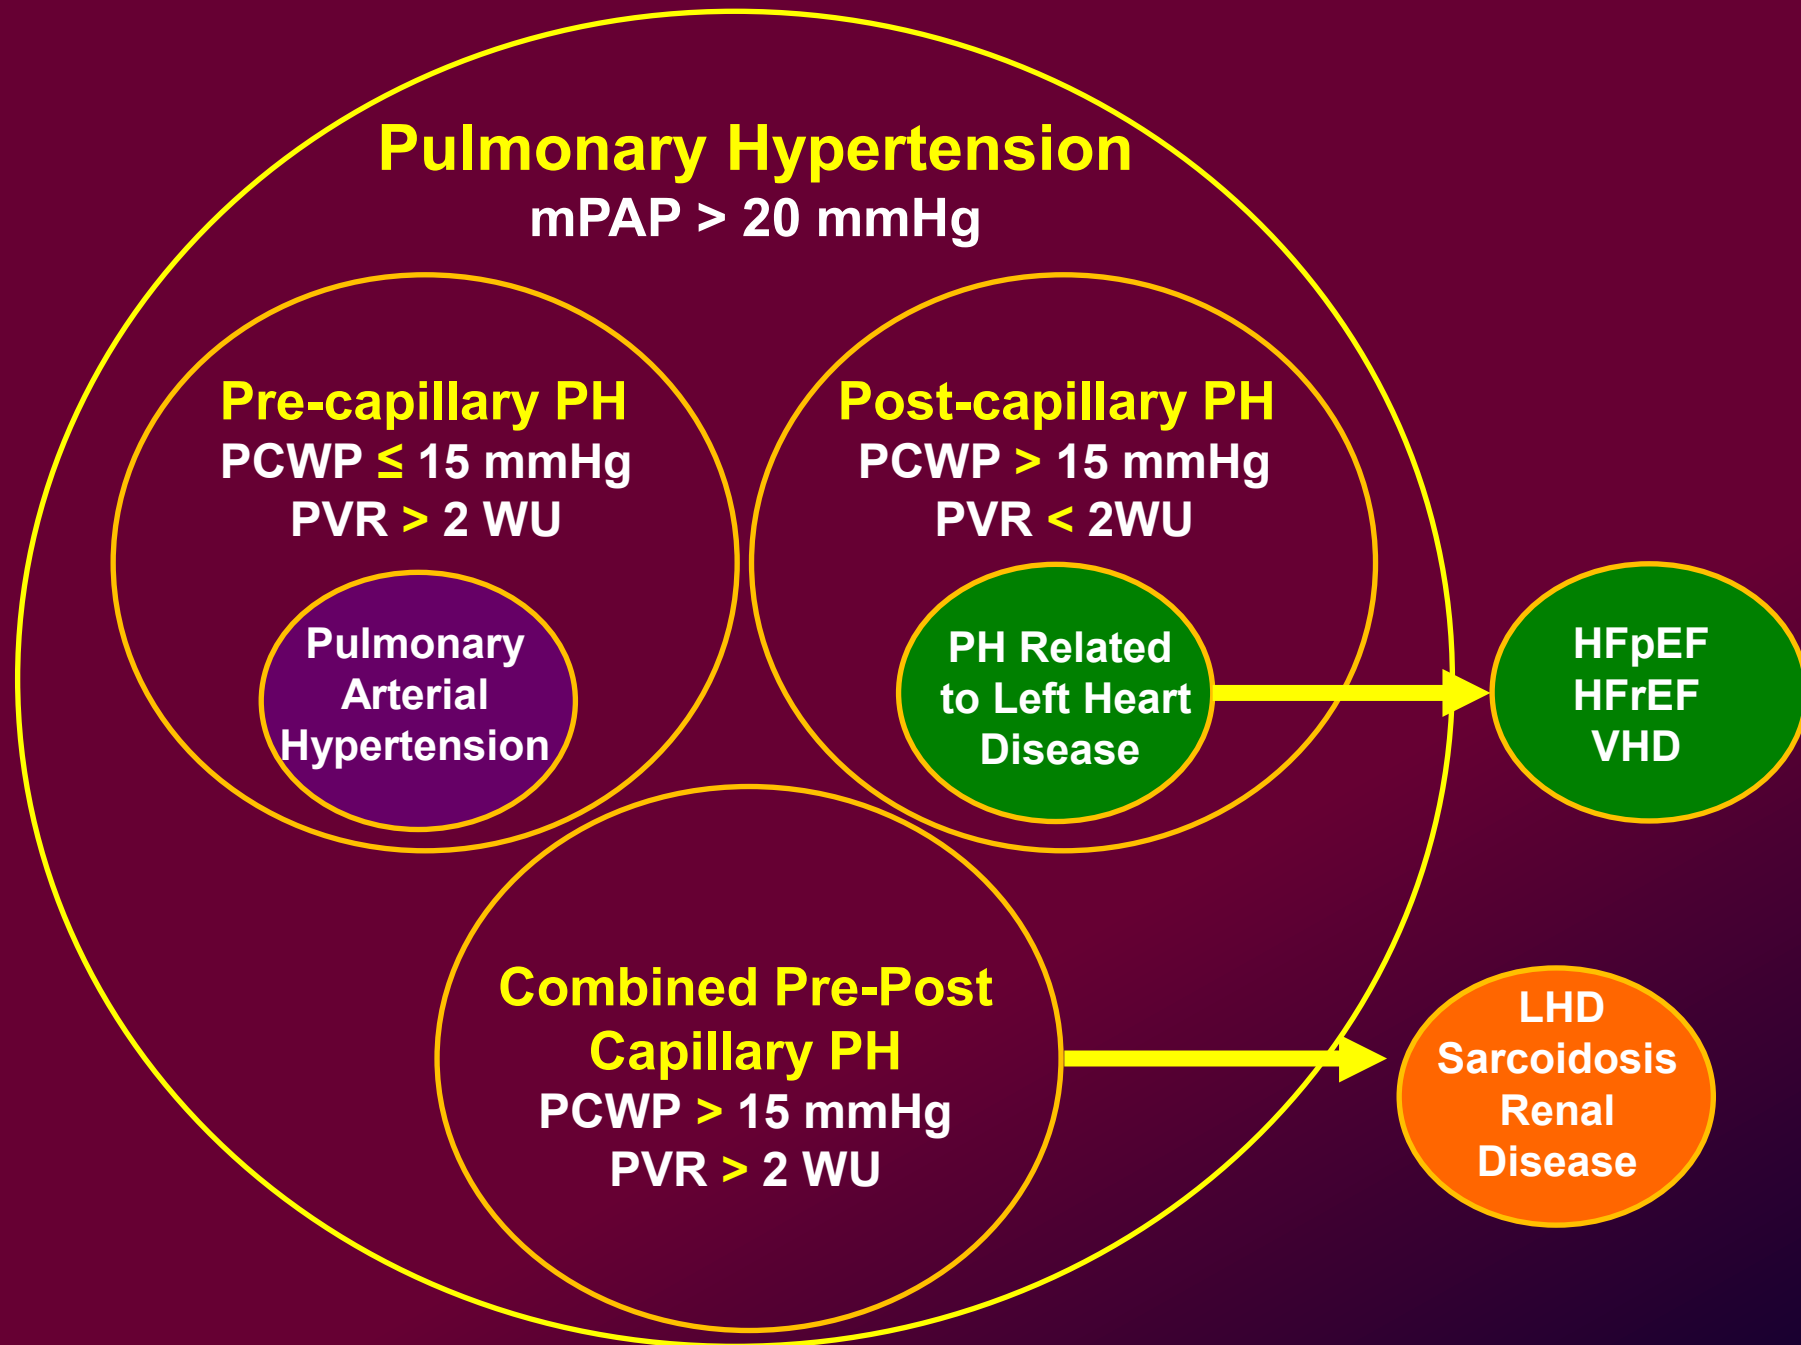 Pulmonary Hypertension
mPAP > 20 mmHg
Pre-capillary PH
PCWP ≤ 15 mmHg
PVR > 2 WU
Pulmonary
Arterial
Hypertension
Post-capillary PH
PCWP > 15 mmHg
PVR < 2WU
PH Related
to Left Heart
Disease
HFpEF
HFrEF
VHD
Combined Pre-Post
Capillary PH
PCWP > 15 mmHg
PVR > 2 WU
LHD
Sarcoidosis
Renal
Disease